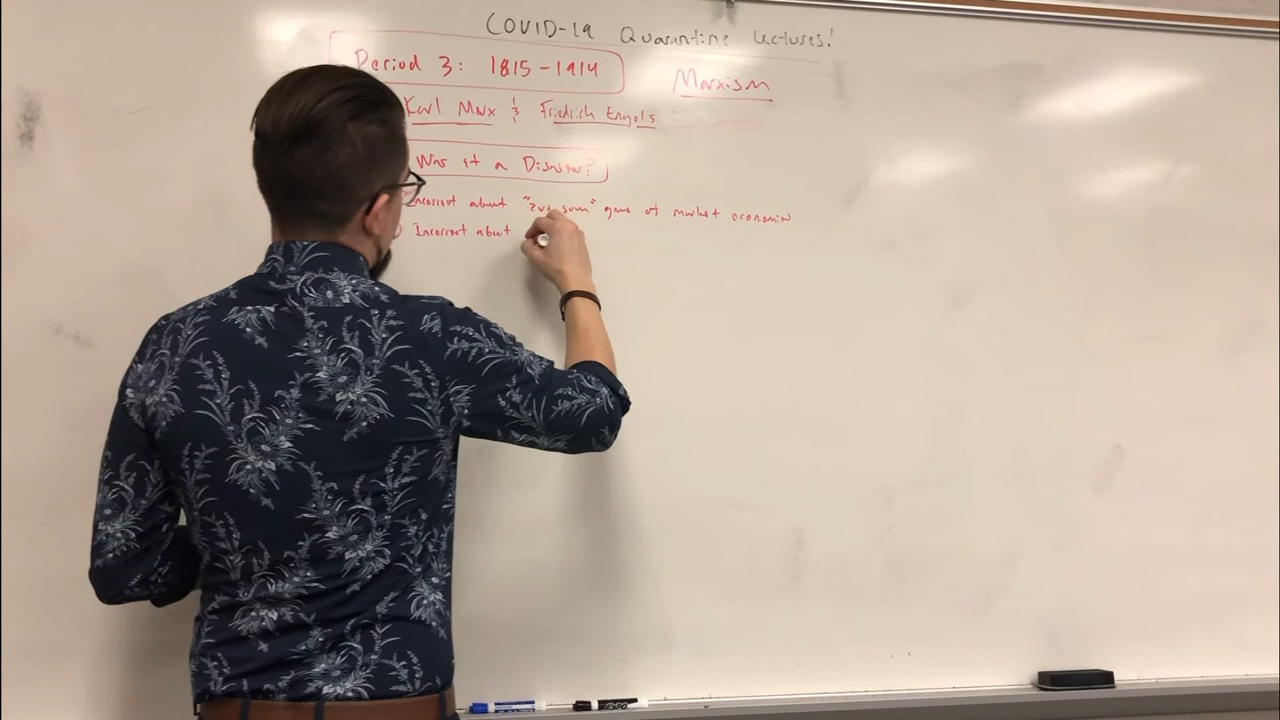 COVID-19 Quarantine Lectures!
Period 3: 1815-1914
Marxism
Karl Marx & Friedrich Engels
Was it a Disaster?
Incorrect about "zero sum" game of market economics
Incorrect about
EXPO